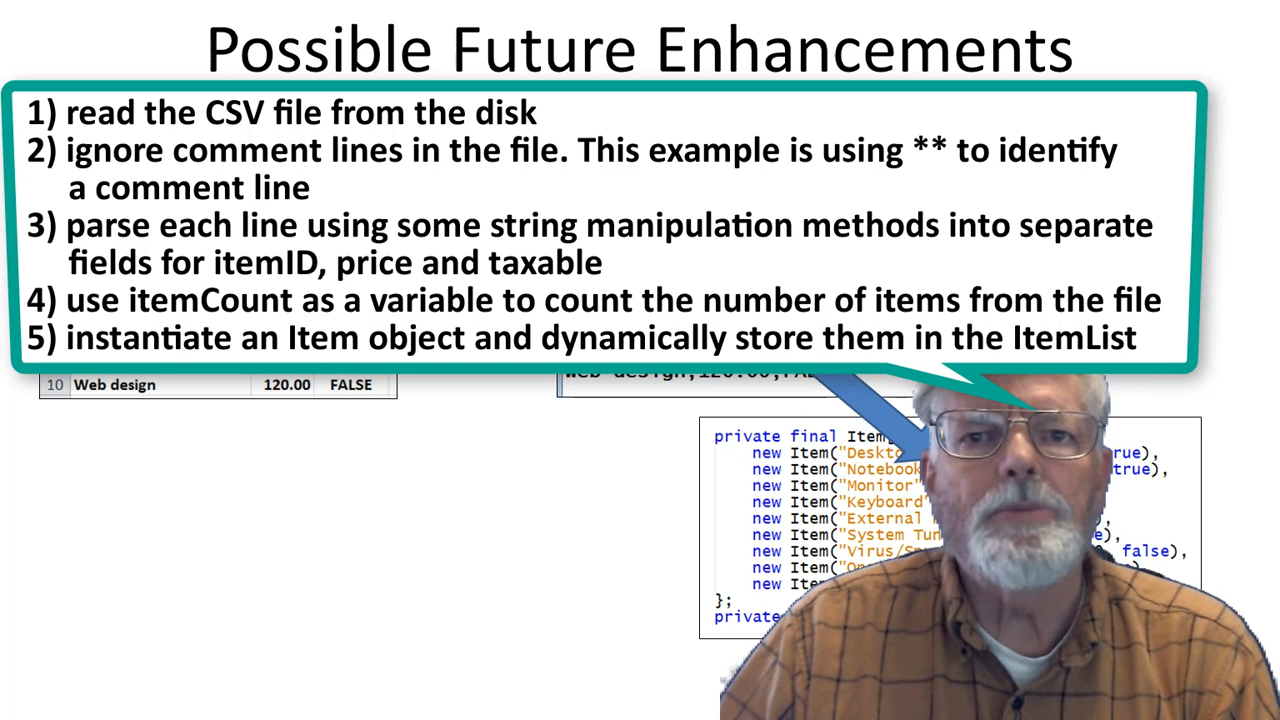 Possible Future Enhancements
1) read the CSV file from the disk
2) ignore comment lines in the file. This example is using ** to identify
a comment line
3) parse each line using some string manipulation methods into separate
fields for itemID, price and taxable
4) use itemCount as a variable to count the number of items from the file
5) instantiate an Item object and dynamically store them in the ItemList
10 Web design 120.00 FALSE
private final Item
new Item("Deskto rue),
new Item("Notebook true),
new Item("Monitor"
new Item("Keyboard"
new Item("External
new Item("System Tun e),
new Item("Virus/Sp , false),
new Item("On
new Item
};
private